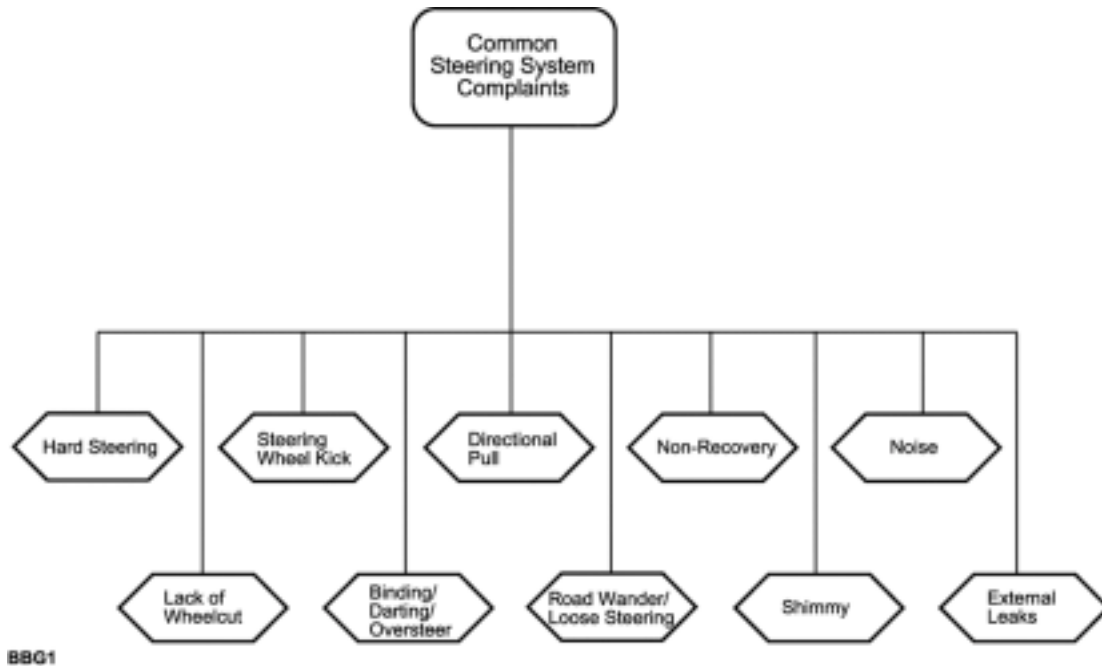 Common
Steering System
Complaints
Hard Steering
Steering
Wheel Kick
Directional
Pull
Non-Recovery
Noise
Lack of
Wheelcut
Binding/
Darting/
Oversteer
Road Wander/
Loose Steering
Shimmy
External
Leaks
BBG1